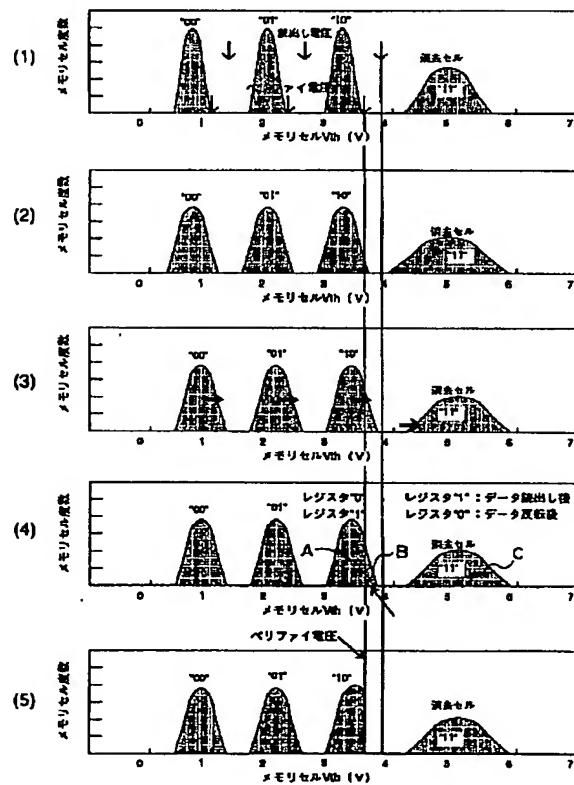 (1)
メモリセル度数
"00"
"01"
"10"
読出し電圧
ベリファイ電圧
消去セル
"11"
0 1 2 3 4 5 6 7
メモリセルVth (V)
(2)
メモリセル度数
"00"
"01"
"10"
消去セル
"11"
0 1 2 3 4 5 6 7
メモリセルVth (V)
(3)
メモリセル度数
"00"
"01"
"10"
消去セル
"11"
0 1 2 3 4 5 6 7
メモリセルVth (V)
(4)
メモリセル度数
レジスタ"0" レジスタ"1":データ読出し後
レジスタ"1" レジスタ"0":データ反転後
"00"
"01"
"10"
A
B
消去セル
C
"11"
0 1 2 3 4 5 6 7
メモリセルVth (V)
ベリファイ電圧
(5)
メモリセル度数
"00"
"01"
"10"
消去セル
"11"
0 1 2 3 4 5 6 7
メモリセルVth (V)